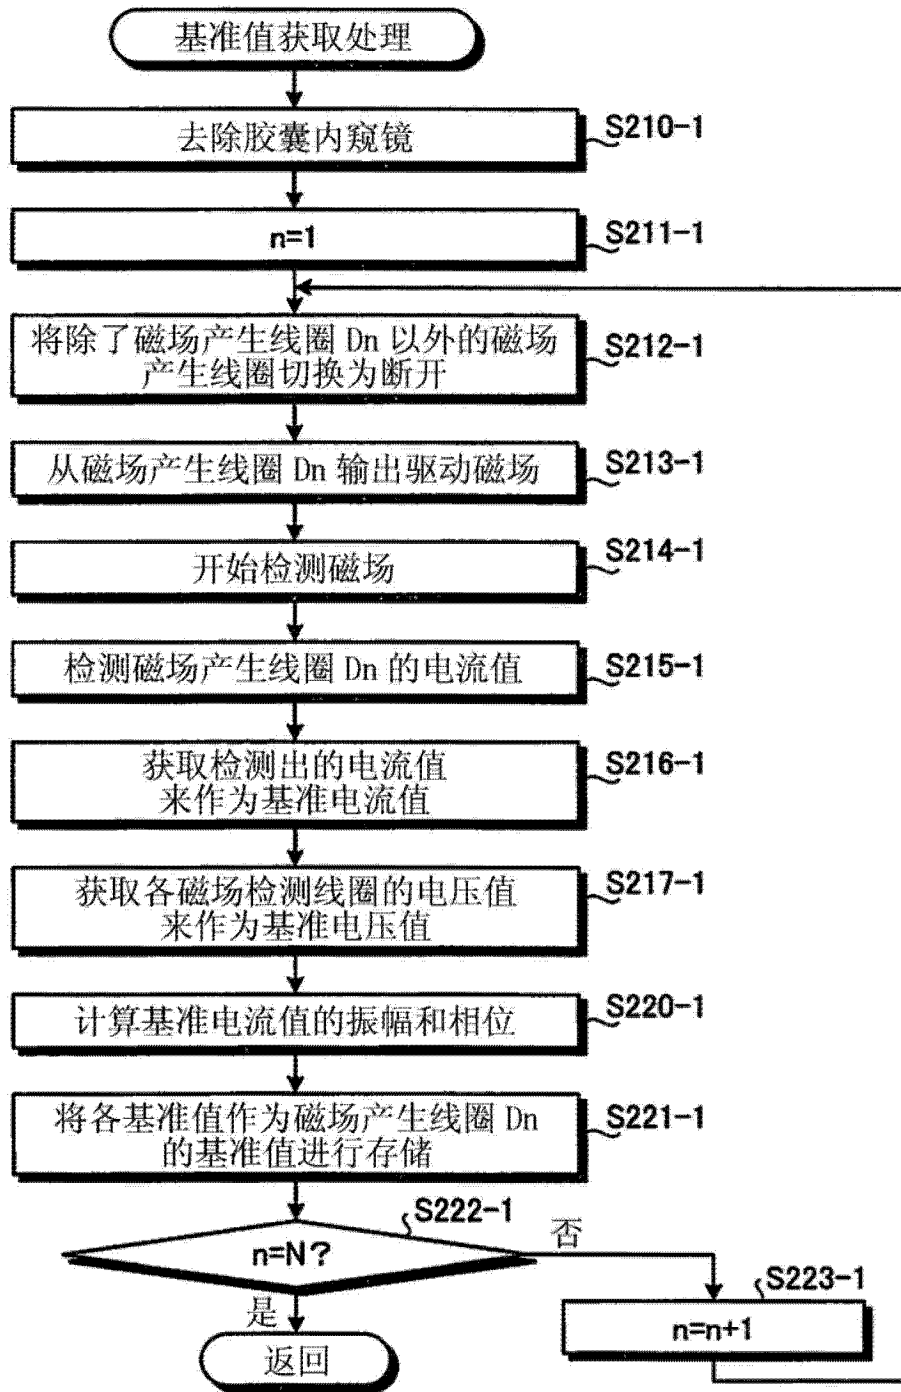 基准值获取处理
去除胶囊内窥镜
S210-1
n=1
S211-1
将除了磁场产生线圈 Dn 以外的磁场
产生线圈切换为断开
S212-1
从磁场产生线圈 Dn 输出驱动磁场
S213-1
开始检测磁场
S214-1
检测磁场产生线圈 Dn 的电流值
S215-1
获取检测出的电流值
来作为基准电流值
S216-1
获取各磁场检测线圈的电压值
来作为基准电压值
S217-1
计算基准电流值的振幅和相位
S220-1
将各基准值作为磁场产生线圈 Dn
的基准值进行存储
S221-1
n=N?
S222-1
否
是
S223-1
n=n+1
返回